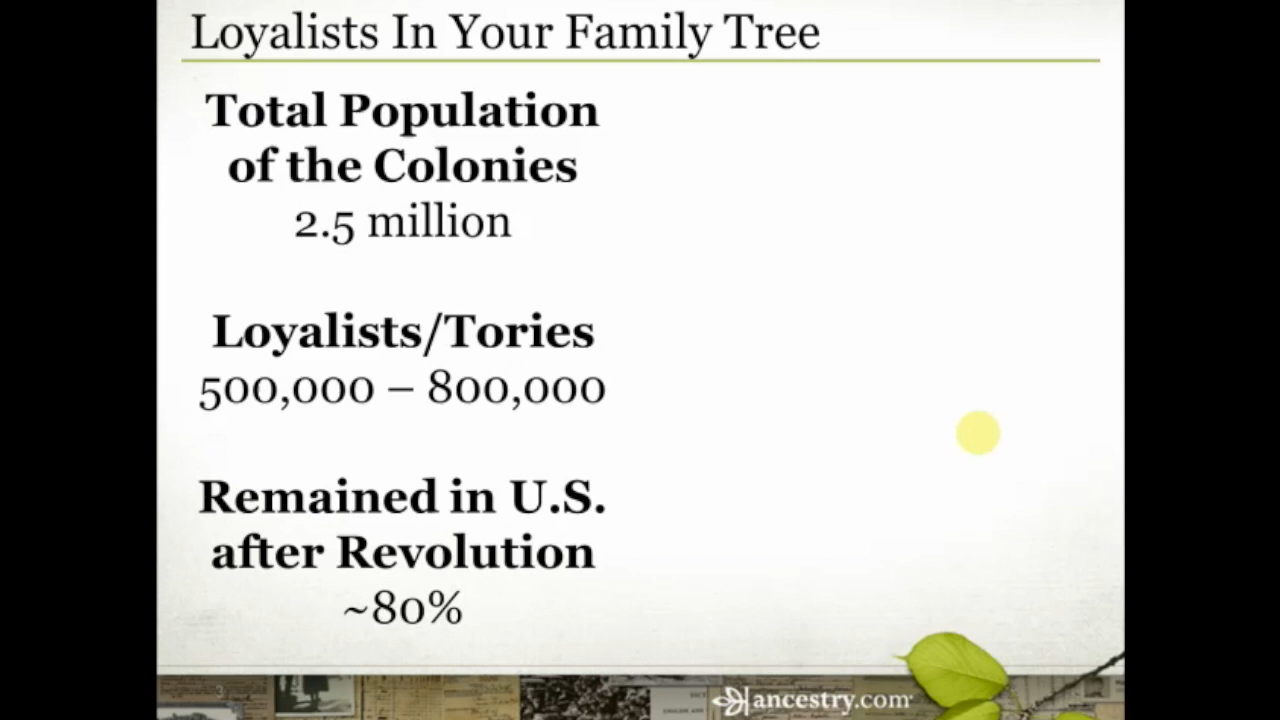 Loyalists In Your Family Tree
Total Population
of the Colonies
2.5 million
Loyalists/Tories
500,000 – 800,000
Remained in U.S.
after Revolution
~80%
ancestry.com